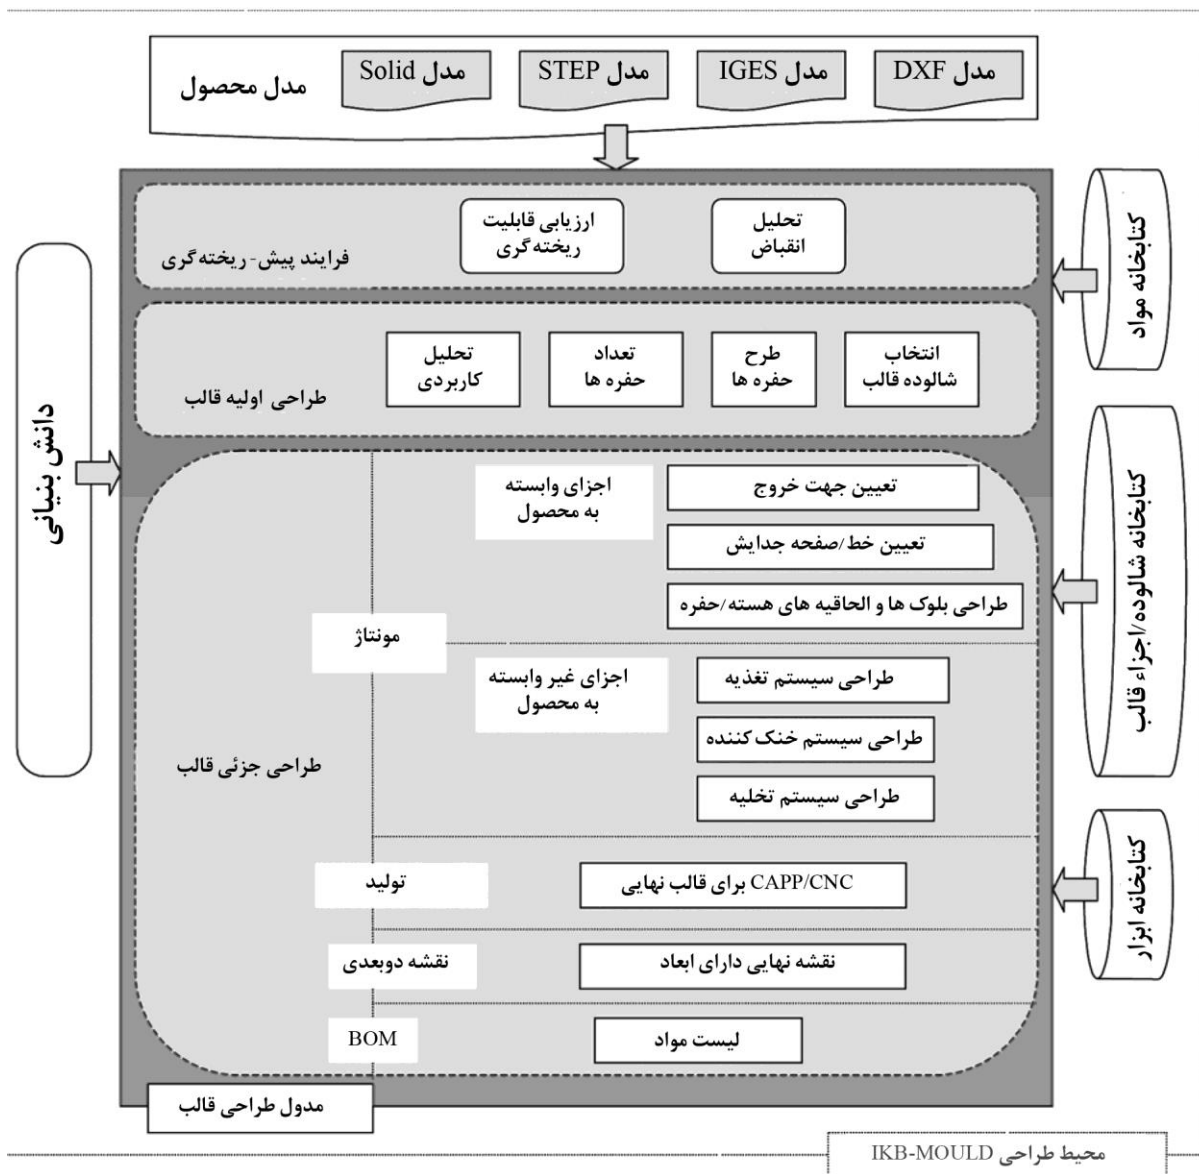 مدل محصول
مدل Solid
مدل STEP
مدل IGES
مدل DXF
فرایند پیش-ریخته‌گری
ارزیابی قابلیت
ریخته‌گری
تحلیل
انقباض
طراحی اولیه قالب
تحلیل
کاربردی
تعداد
حفره ها
طرح
حفره ها
انتخاب
شالوده قالب
دانش بنیانی
کتابخانه مواد
کتابخانه شالوده/اجزاء قالب
کتابخانه ابزار
طراحی جزئی قالب
مونتاژ
اجزای وابسته
به محصول
تعیین جهت خروج
تعیین خط/صفحه جدایش
طراحی بلوک ها و الحاقیه های هسته/حفره
اجزای غیر وابسته
به محصول
طراحی سیستم تغذیه
طراحی سیستم خنک کننده
طراحی سیستم تخلیه
تولید
CAPP/CNC برای قالب نهایی
نقشه دوبعدی
نقشه نهایی دارای ابعاد
BOM
لیست مواد
مدول طراحی قالب
محیط طراحی IKB-MOULD